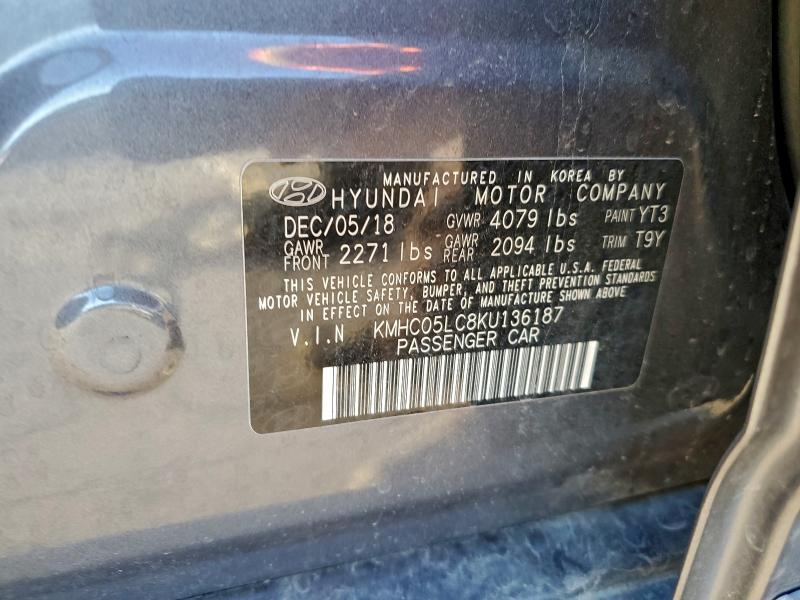 MANUFACTURED IN KOREA BY
HYUNDAI MOTOR COMPANY
DEC/05/18 GVWR 4079 lbs PAINT YT3
GAWR FRONT 2271 lbs GAWR REAR 2094 lbs TRIM T9Y
THIS VEHICLE CONFORMS TO ALL APPLICABLE U.S.A. FEDERAL
MOTOR VEHICLE SAFETY, BUMPER, AND THEFT PREVENTION STANDARDS
IN EFFECT ON THE DATE OF MANUFACTURE SHOWN ABOVE
V.I.N KMHC05LC8KU136187
PASSENGER CAR